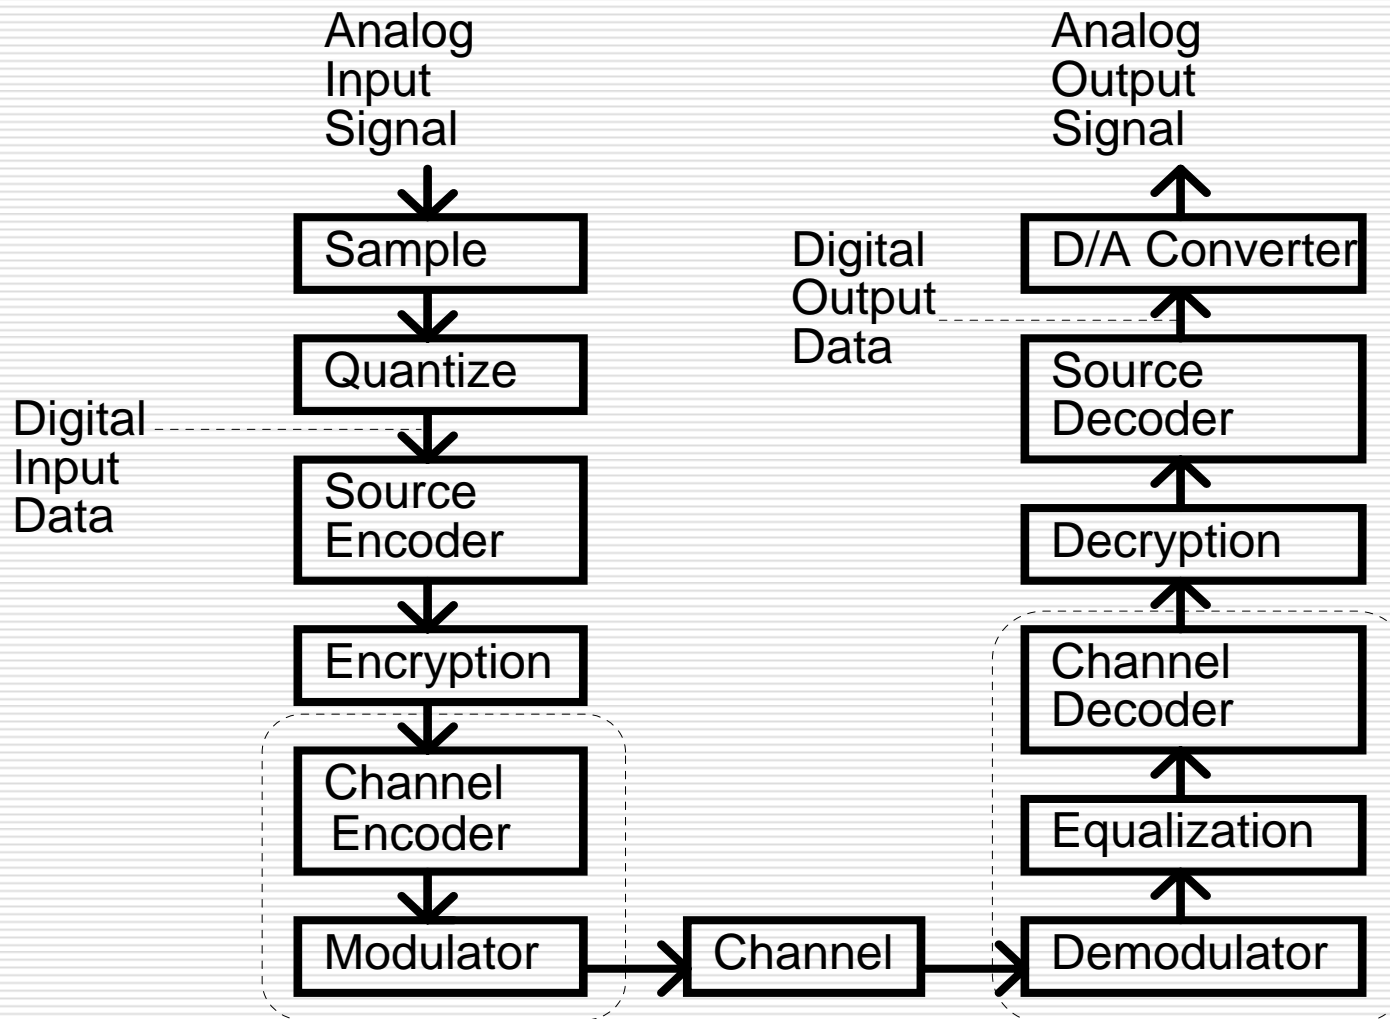 Analog
Input
Signal
Sample
Quantize
Digital
Input
Data
Source
Encoder
Encryption
Channel
Encoder
Modulator
Channel
Analog
Output
Signal
D/A Converter
Digital
Output
Data
Source
Decoder
Decryption
Channel
Decoder
Equalization
Demodulator